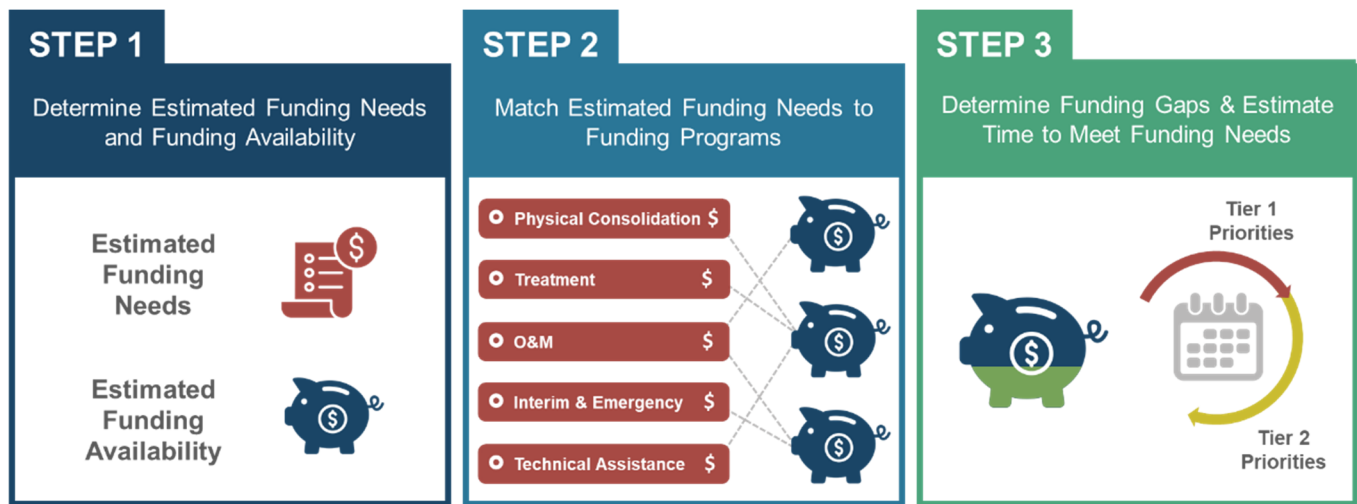 STEP 1
Determine Estimated Funding Needs
and Funding Availability
Estimated
Funding
Needs
$
Estimated
Funding
Availability
$
STEP 2
Match Estimated Funding Needs to
Funding Programs
Physical Consolidation $
Treatment $
O&M $
Interim & Emergency $
Technical Assistance $
$
$
$
STEP 3
Determine Funding Gaps & Estimate
Time to Meet Funding Needs
Tier 1
Priorities
$
Tier 2
Priorities